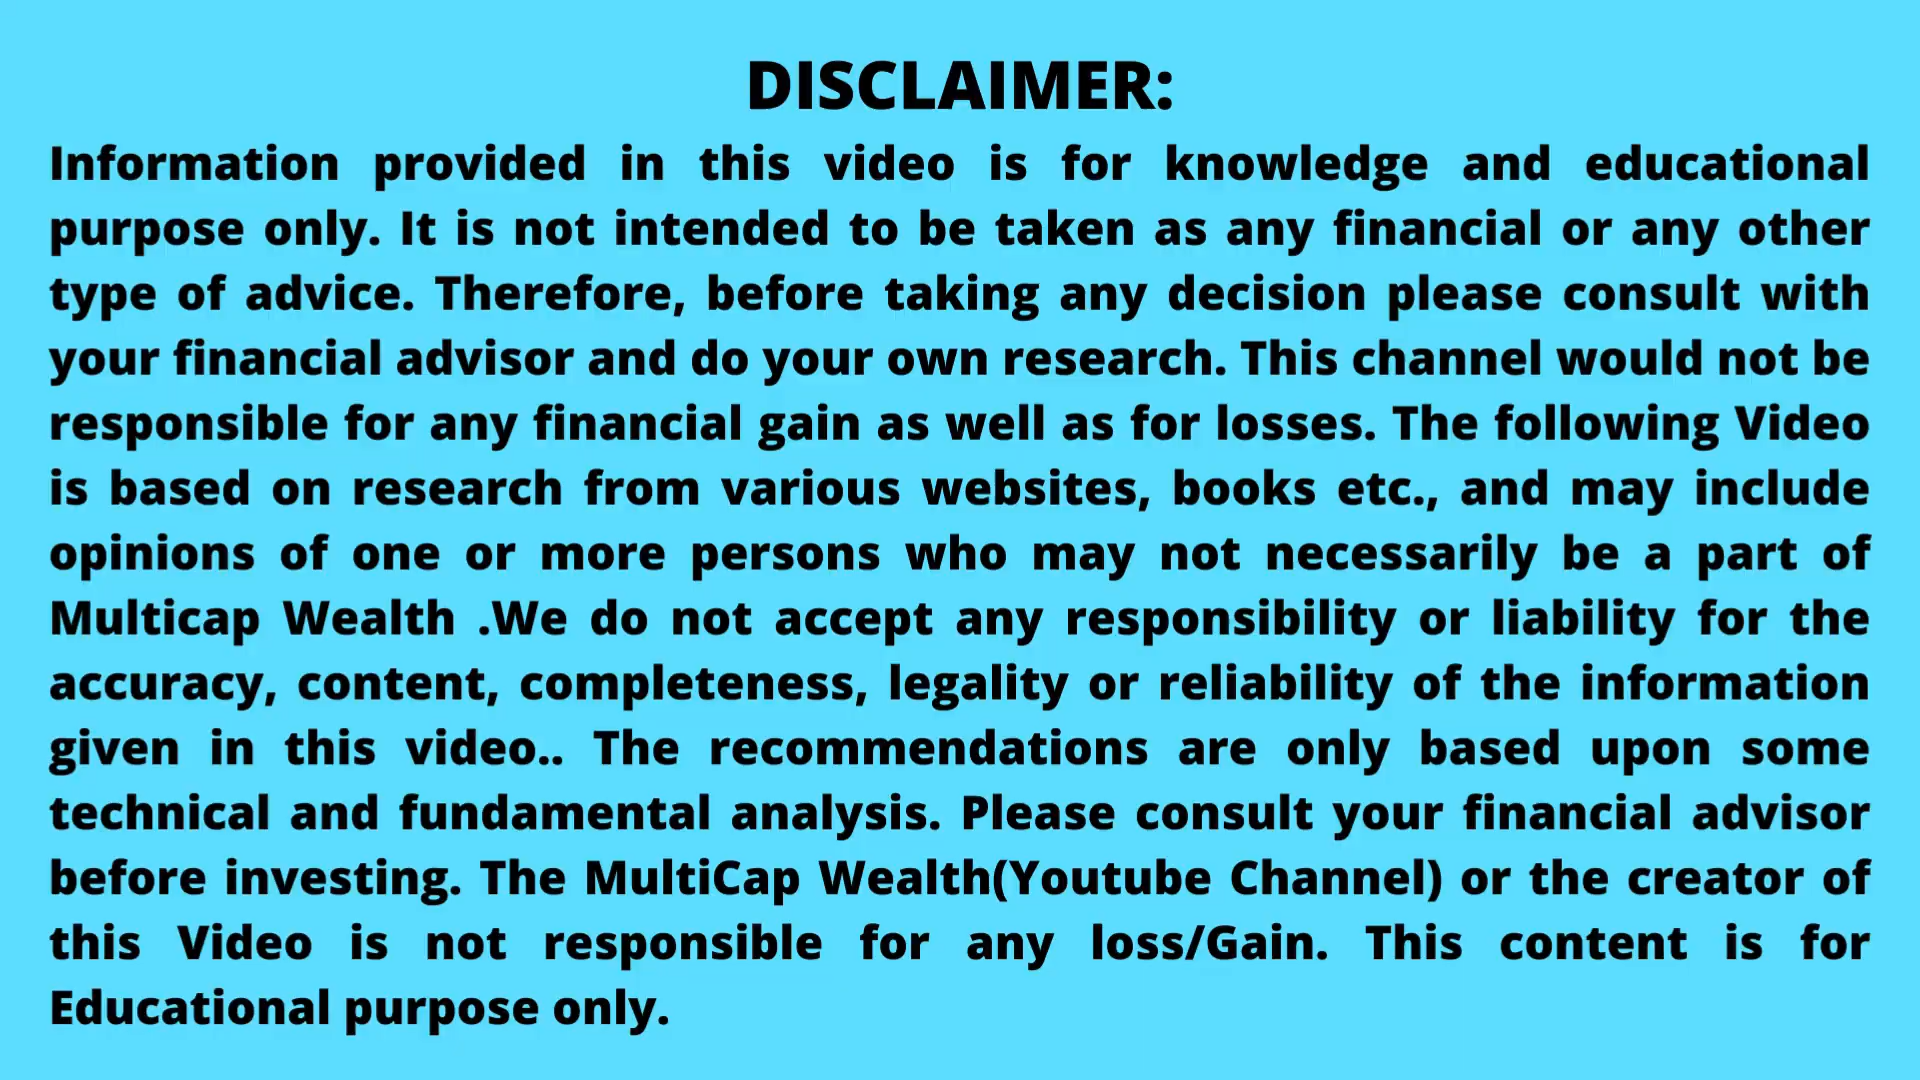 DISCLAIMER:
Information provided in this video is for knowledge and educational
purpose only. It is not intended to be taken as any financial or any other
type of advice. Therefore, before taking any decision please consult with
your financial advisor and do your own research. This channel would not be
responsible for any financial gain as well as for losses. The following Video
is based on research from various websites, books etc., and may include
opinions of one or more persons who may not necessarily be a part of
Multicap Wealth .We do not accept any responsibility or liability for the
accuracy, content, completeness, legality or reliability of the information
given in this video.. The recommendations are only based upon some
technical and fundamental analysis. Please consult your financial advisor
before investing. The MultiCap Wealth(Youtube Channel) or the creator of
this Video is not responsible for any loss/Gain. This content is for
Educational purpose only.